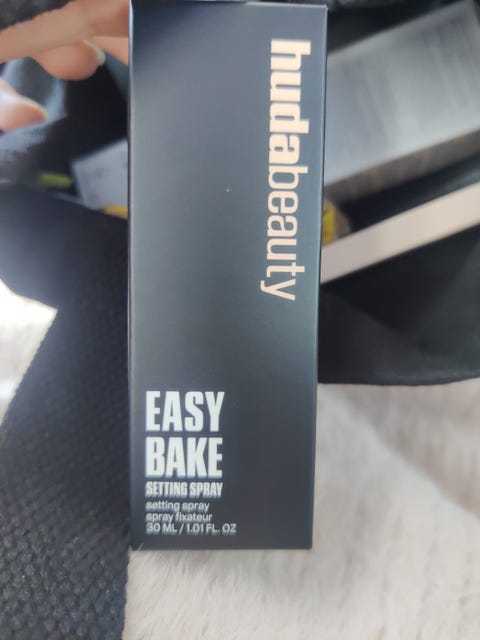 hudabeauty
EASY
BAKE
SETTING SPRAY
setting spray
spray fixateur
30 ML / 1.01 FL. OZ